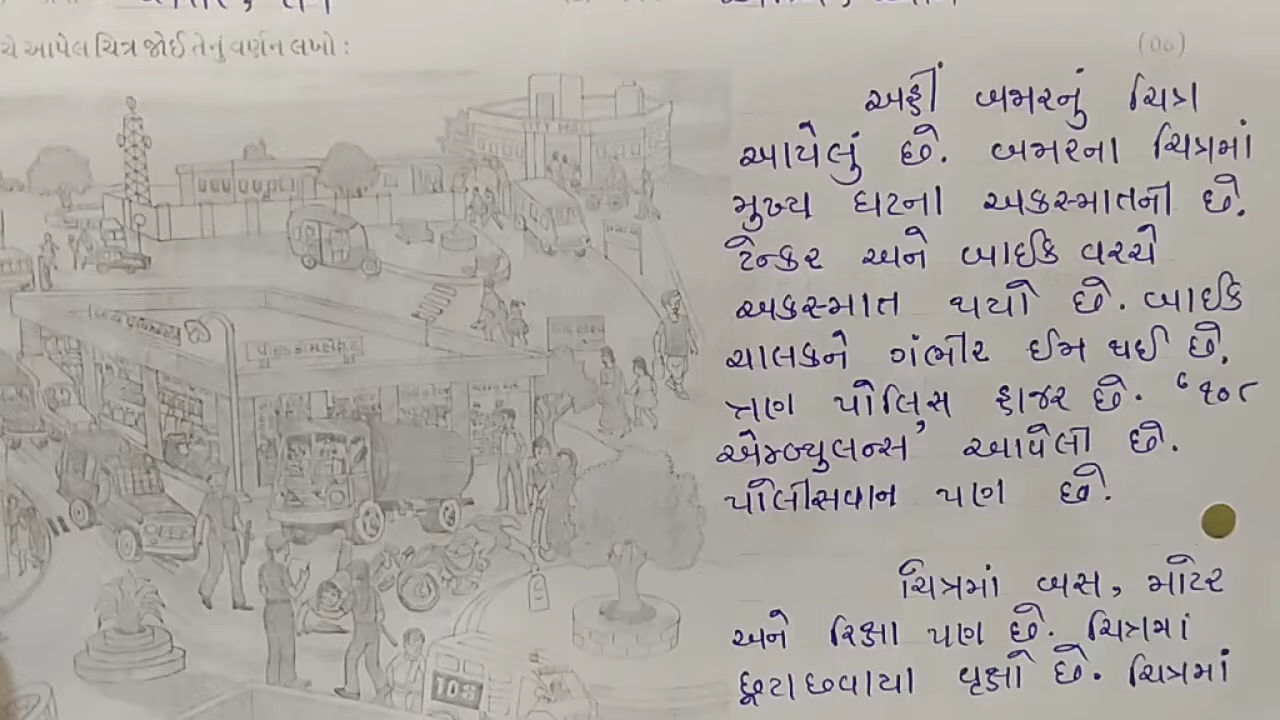 ચે આપેલ ચિત્ર જોઈ તેનું વર્ણન લખો :
અહીં બજારનું ચિત્ર
આપેલું છે. બજારના ચિત્રમાં
મુખ્ય ઘટના અકસ્માતની છે.
ટેન્કર અને બાઈક વચ્ચે
અકસ્માત થયો છે. બાઈક
ચાલકને ગંભીર ઈજા થઈ છે.
ત્રણ પોલિસ હાજર છે. '૧૦૮
એમ્બ્યુલન્સ' આવેલી છે.
પોલીસવાન પણ છે.
ચિત્રમાં બસ, મોટર
અને રિક્ષા પણ છે. ચિત્રમાં
છૂટાછવાયા વૃક્ષો છે. ચિત્રમાં
108